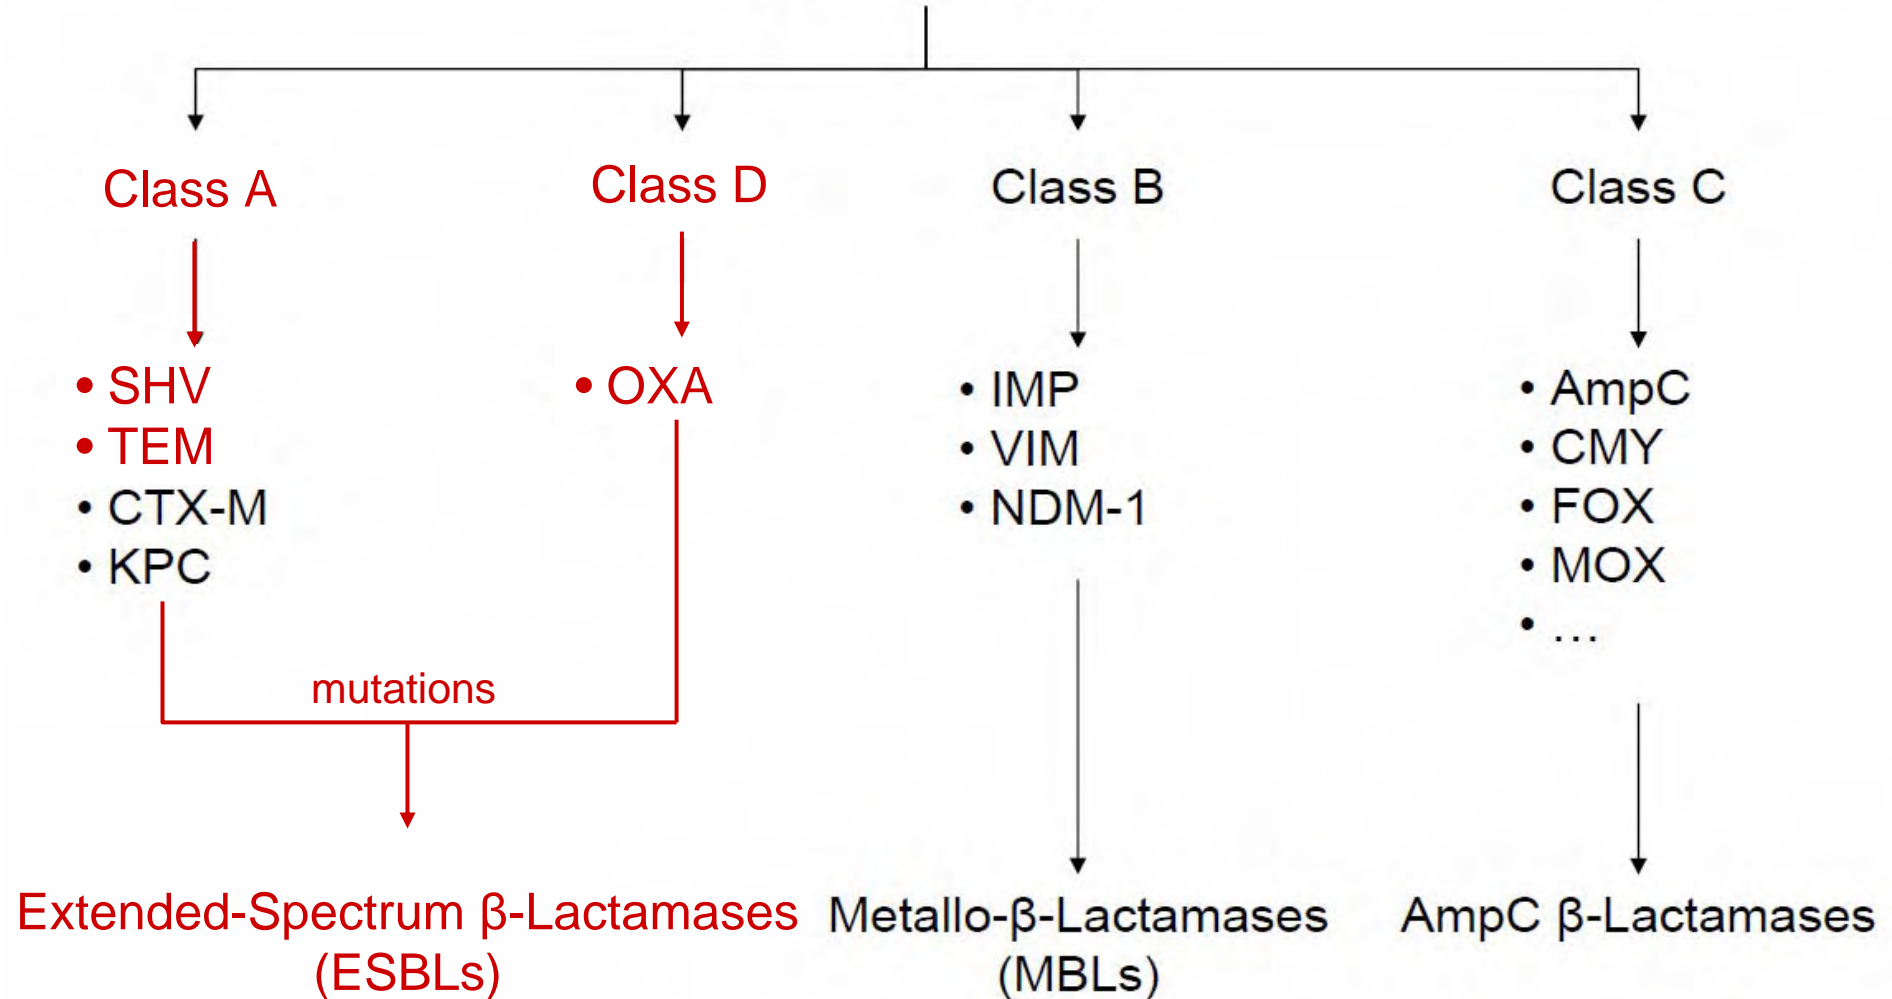 Class A
Class D
Class B
Class C
• SHV
• TEM
• CTX-M
• KPC
• OXA
• IMP
• VIM
• NDM-1
• AmpC
• CMY
• FOX
• MOX
• …
mutations
Extended-Spectrum β-Lactamases
(ESBLs)
Metallo-β-Lactamases
(MBLs)
AmpC β-Lactamases